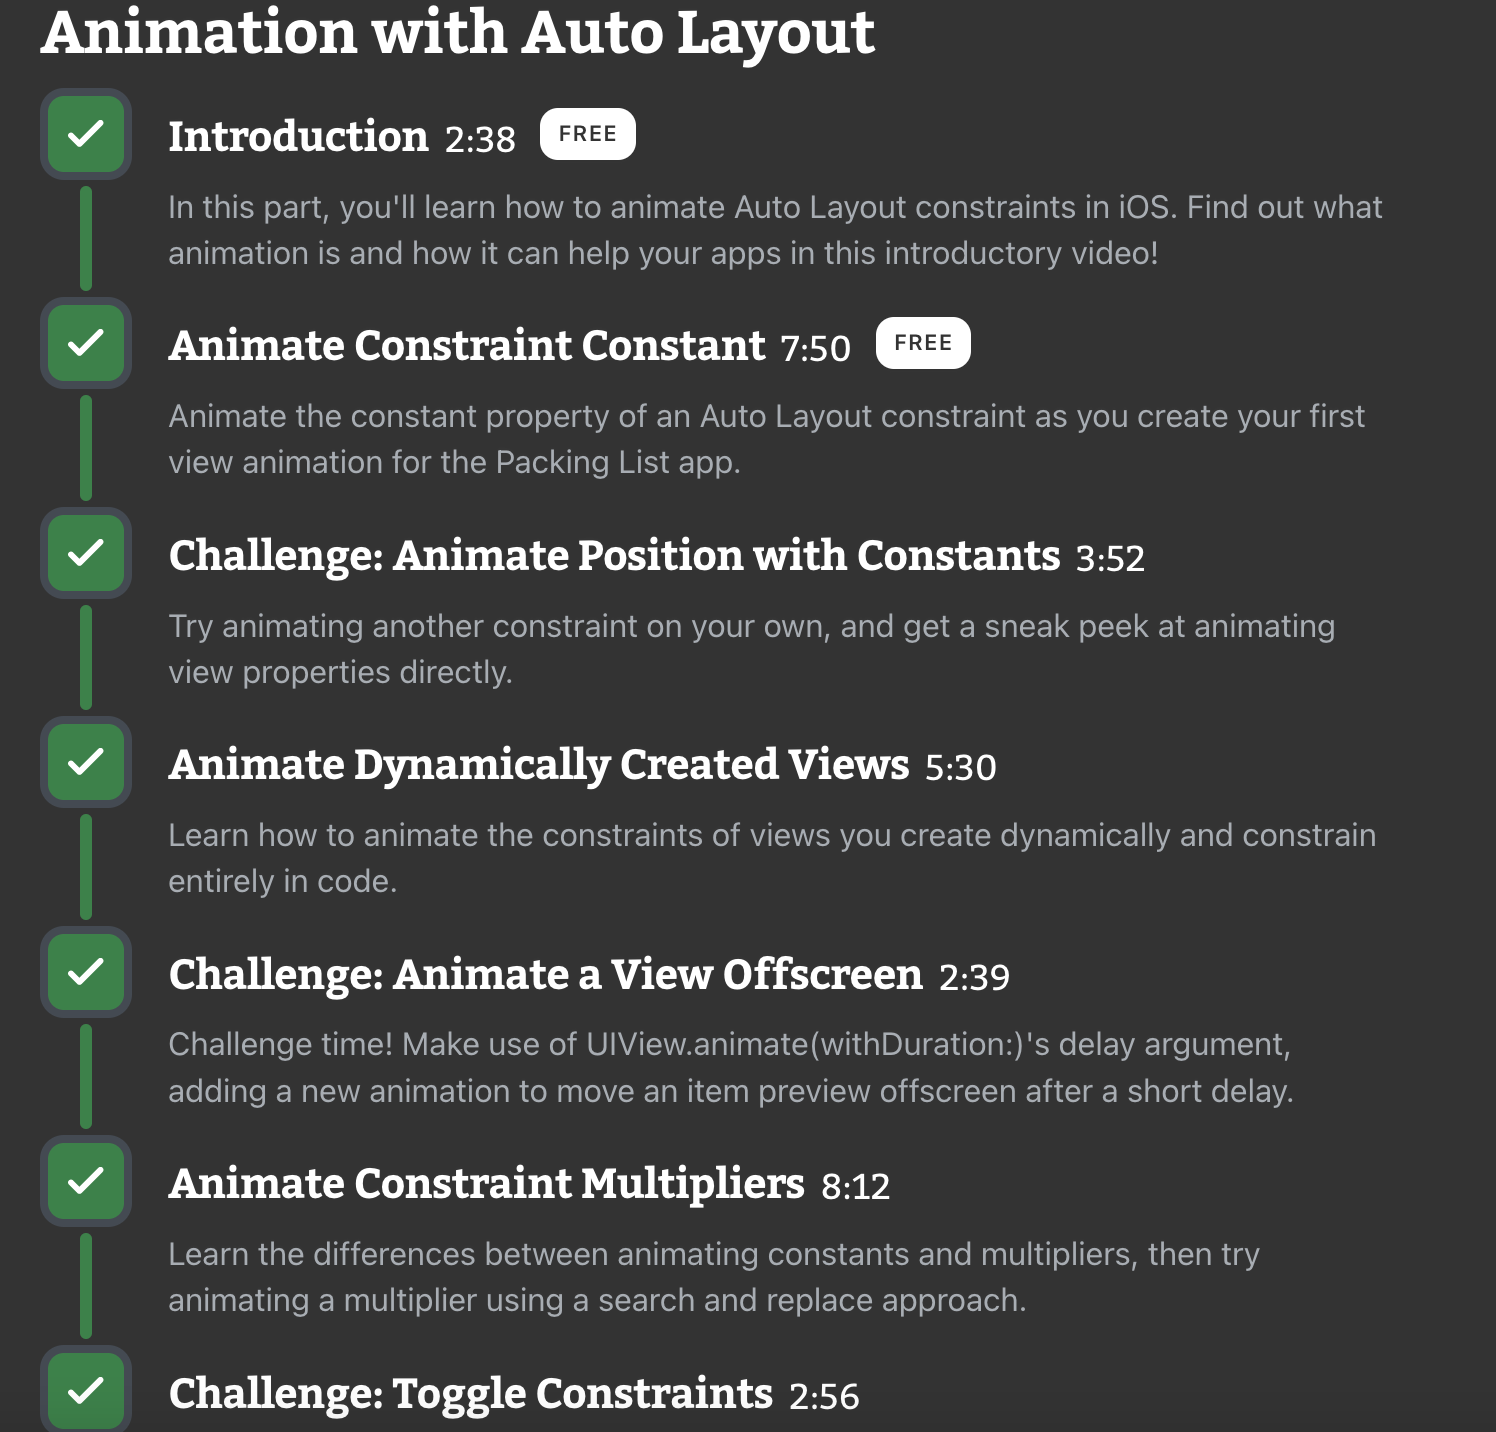 Animation with Auto Layout
Introduction 2:38 FREE
In this part, you'll learn how to animate Auto Layout constraints in iOS. Find out what
animation is and how it can help your apps in this introductory video!
Animate Constraint Constant 7:50 FREE
Animate the constant property of an Auto Layout constraint as you create your first
view animation for the Packing List app.
Challenge: Animate Position with Constants 3:52
Try animating another constraint on your own, and get a sneak peek at animating
view properties directly.
Animate Dynamically Created Views 5:30
Learn how to animate the constraints of views you create dynamically and constrain
entirely in code.
Challenge: Animate a View Offscreen 2:39
Challenge time! Make use of UIView.animate(withDuration:)'s delay argument,
adding a new animation to move an item preview offscreen after a short delay.
Animate Constraint Multipliers 8:12
Learn the differences between animating constants and multipliers, then try
animating a multiplier using a search and replace approach.
Challenge: Toggle Constraints 2:56